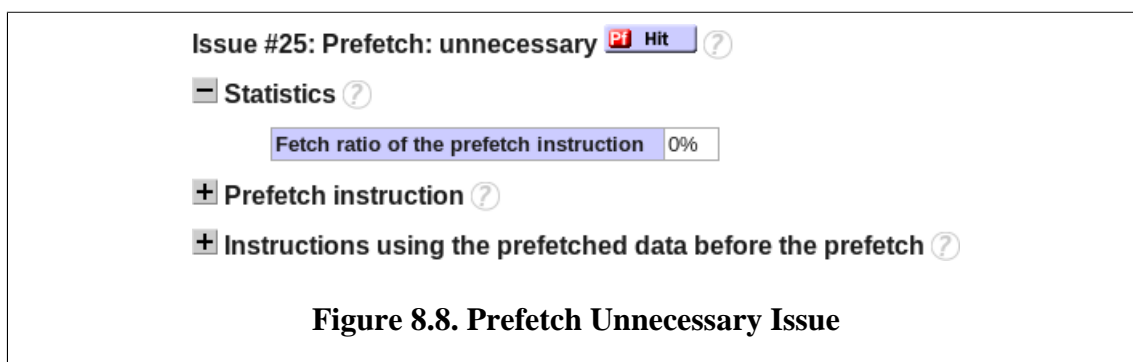 Issue #25: Prefetch: unnecessary Pf Hit ?
− Statistics ?
Fetch ratio of the prefetch instruction 0%
+ Prefetch instruction ?
+ Instructions using the prefetched data before the prefetch ?
Figure 8.8. Prefetch Unnecessary Issue